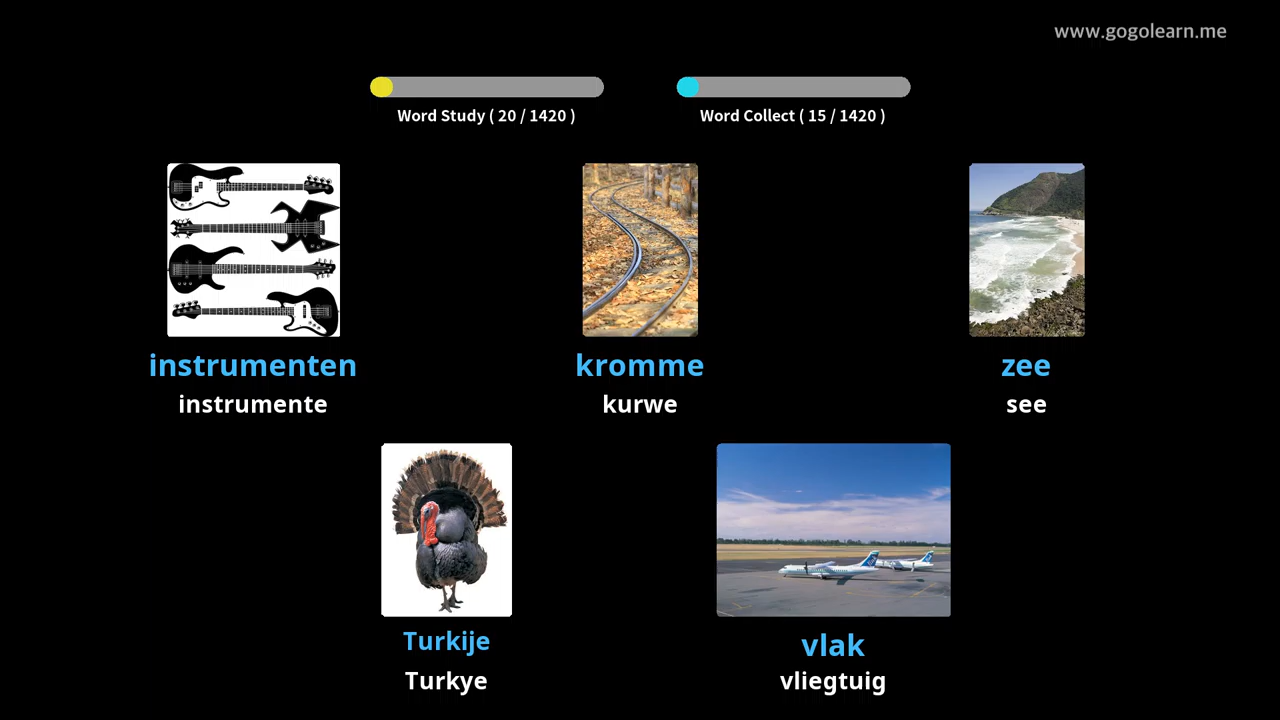 www.gogolearn.me
Word Study ( 20 / 1420 )
Word Collect ( 15 / 1420 )
instrumenten
instrumente
kromme
kurwe
zee
see
Turkije
Turkye
vlak
vliegtuig